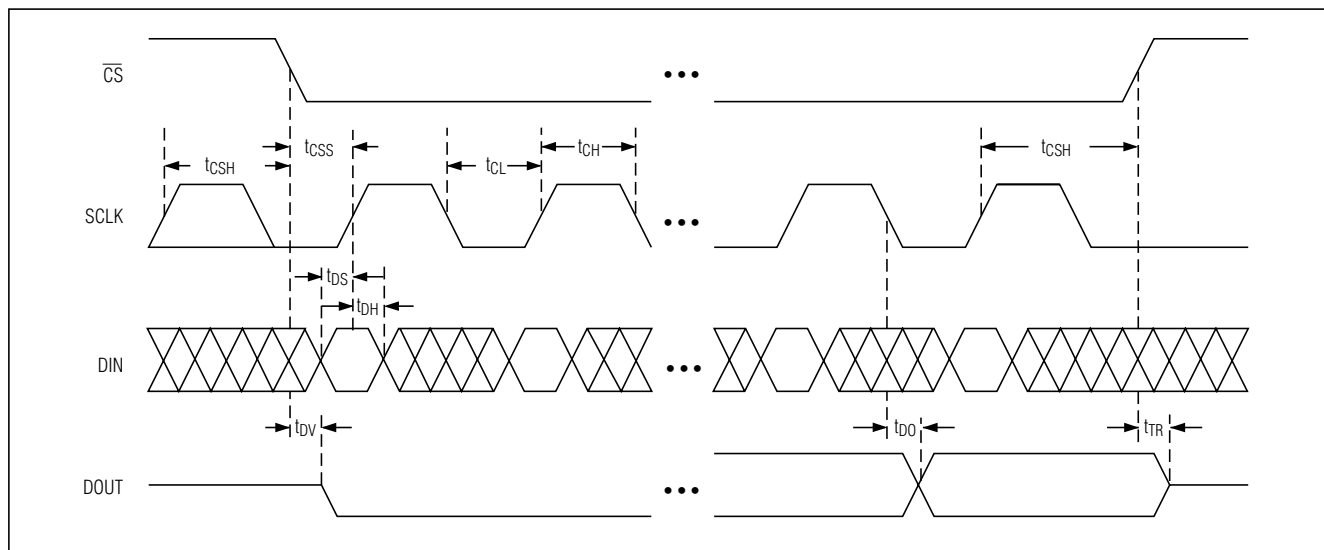 CS
tCSH
tCSS
tCL
tCH
tCSH
SCLK
tDS
tDH
DIN
tDV
tDO
tTR
DOUT